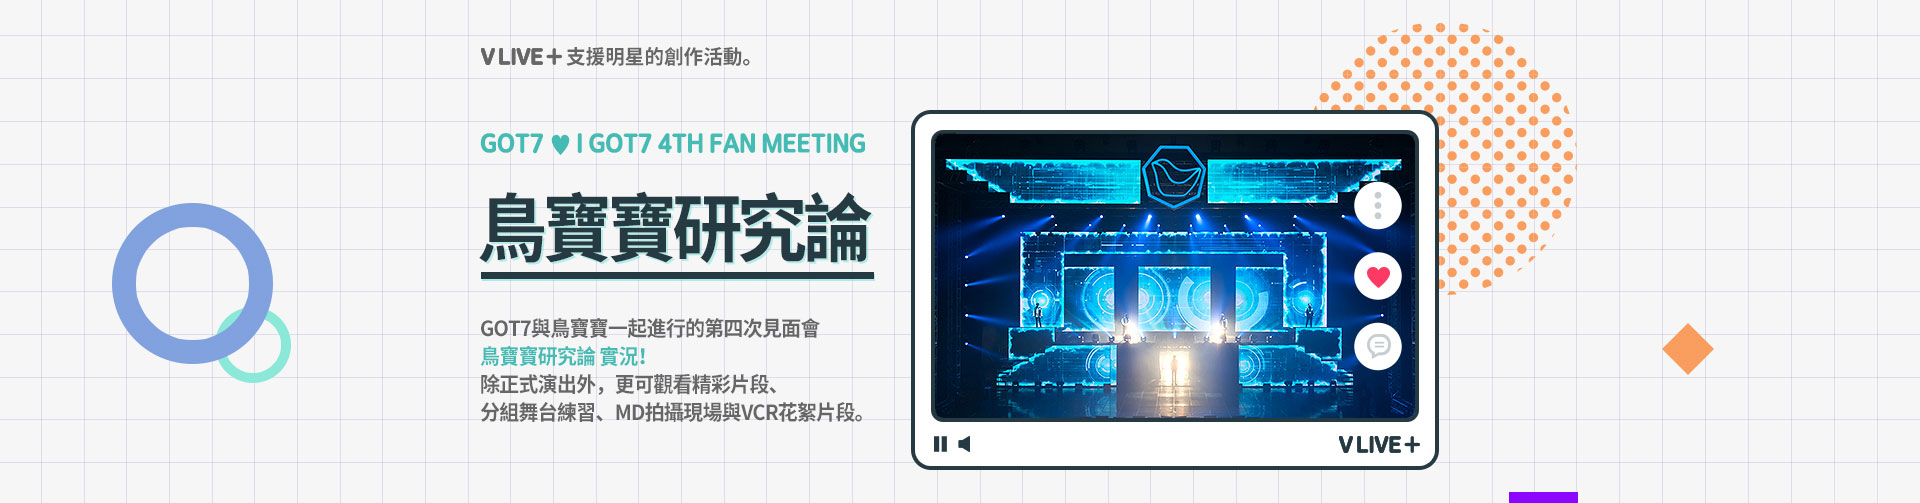 V LIVE+ 支援明星的創作活動。
GOT7 ♥ I GOT7 4TH FAN MEETING
鳥寶寶研究論
GOT7與鳥寶寶一起進行的第四次見面會
鳥寶寶研究論 實況!
除正式演出外，更可觀看精彩片段、
分組舞台練習、MD拍攝現場與VCR花絮片段。
V LIVE+